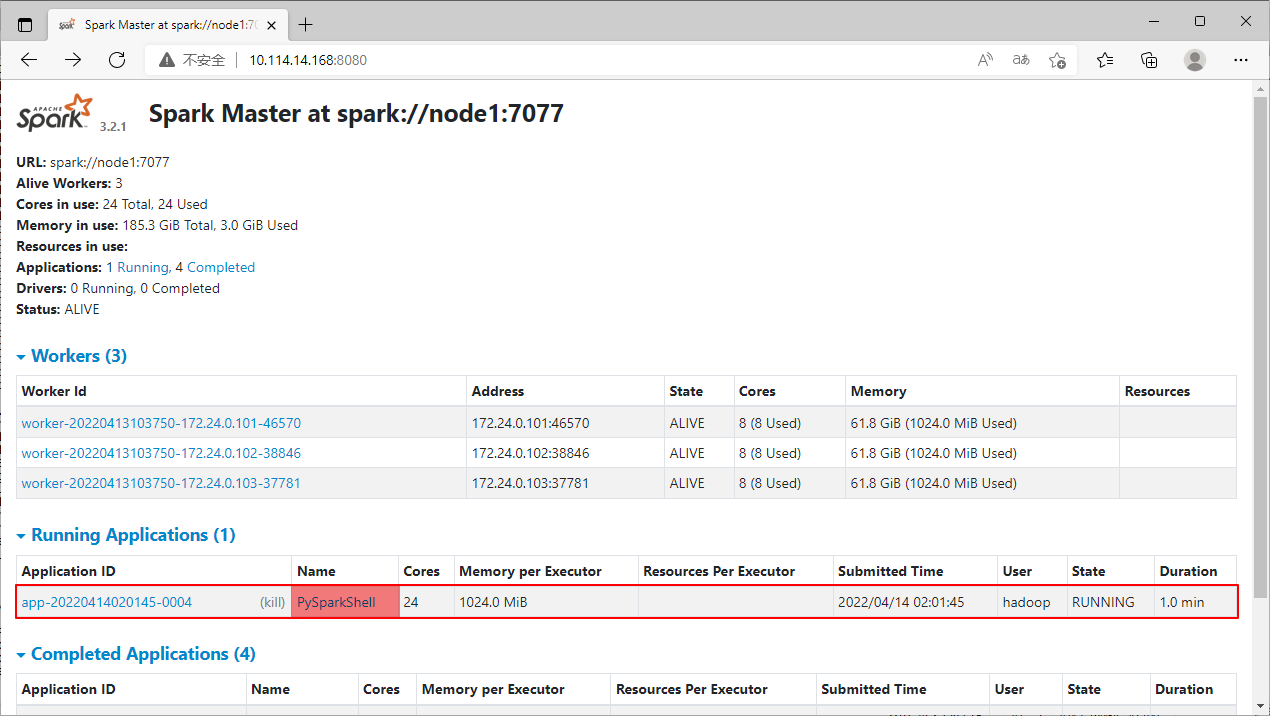 Spark Master at spark://node1:70
不安全 10.114.14.168:8080
APACHE Spark 3.2.1 Spark Master at spark://node1:7077
URL: spark://node1:7077
Alive Workers: 3
Cores in use: 24 Total, 24 Used
Memory in use: 185.3 GiB Total, 3.0 GiB Used
Resources in use:
Applications: 1 Running, 4 Completed
Drivers: 0 Running, 0 Completed
Status: ALIVE
Workers (3)
Worker Id Address State Cores Memory Resources
worker-20220413103750-172.24.0.101-46570 172.24.0.101:46570 ALIVE 8 (8 Used) 61.8 GiB (1024.0 MiB Used)
worker-20220413103750-172.24.0.102-38846 172.24.0.102:38846 ALIVE 8 (8 Used) 61.8 GiB (1024.0 MiB Used)
worker-20220413103750-172.24.0.103-37781 172.24.0.103:37781 ALIVE 8 (8 Used) 61.8 GiB (1024.0 MiB Used)
Running Applications (1)
Application ID Name Cores Memory per Executor Resources Per Executor Submitted Time User State Duration
app-20220414020145-0004 (kill) PySparkShell 24 1024.0 MiB 2022/04/14 02:01:45 hadoop RUNNING 1.0 min
Completed Applications (4)
Application ID Name Cores Memory per Executor Resources Per Executor Submitted Time User State Duration